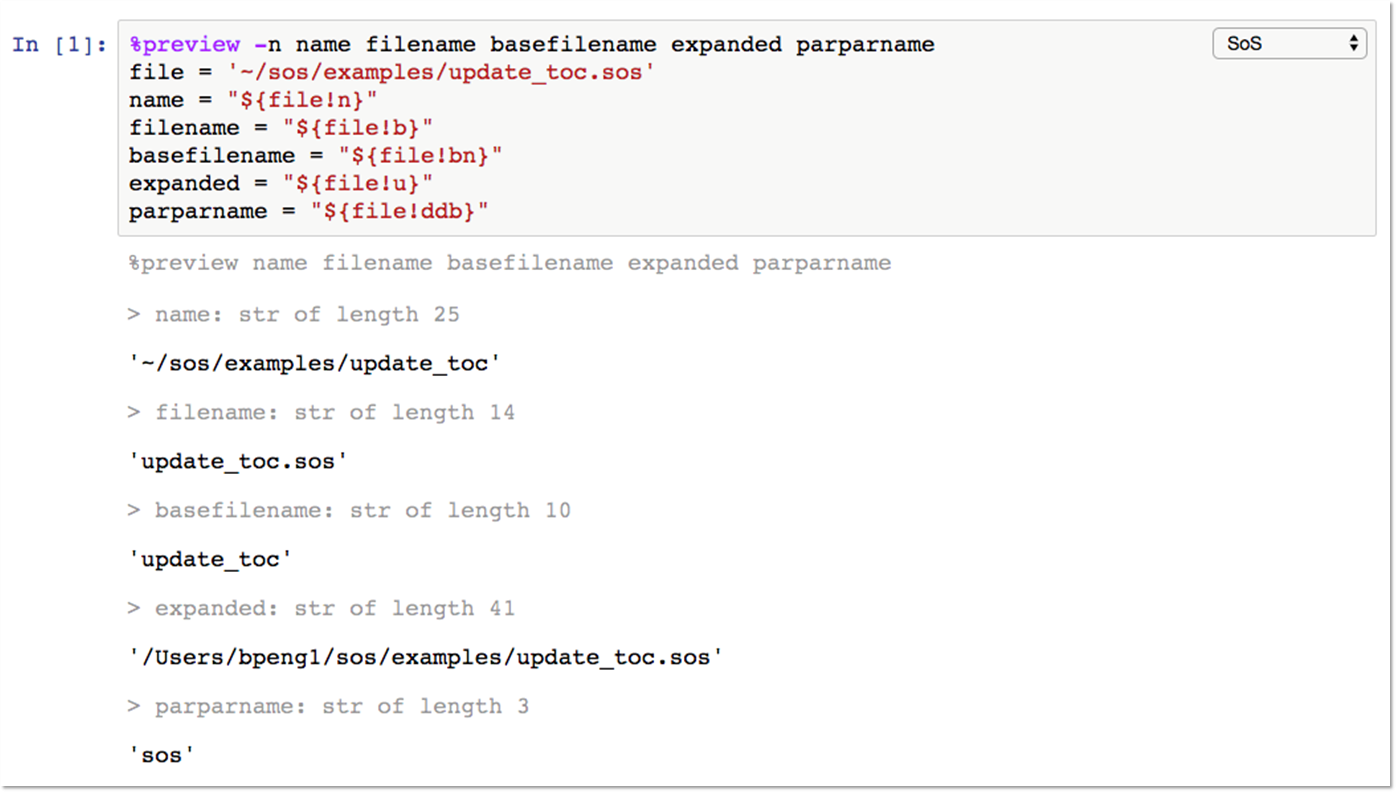 In [1]: %preview -n name filename basefilename expanded parparname SoS
file = '~/sos/examples/update_toc.sos'
name = "${file!n}"
filename = "${file!b}"
basefilename = "${file!bn}"
expanded = "${file!u}"
parparname = "${file!ddb}"
%preview name filename basefilename expanded parparname
> name: str of length 25
'~/sos/examples/update_toc'
> filename: str of length 14
'update_toc.sos'
> basefilename: str of length 10
'update_toc'
> expanded: str of length 41
'/Users/bpeng1/sos/examples/update_toc.sos'
> parparname: str of length 3
'sos'